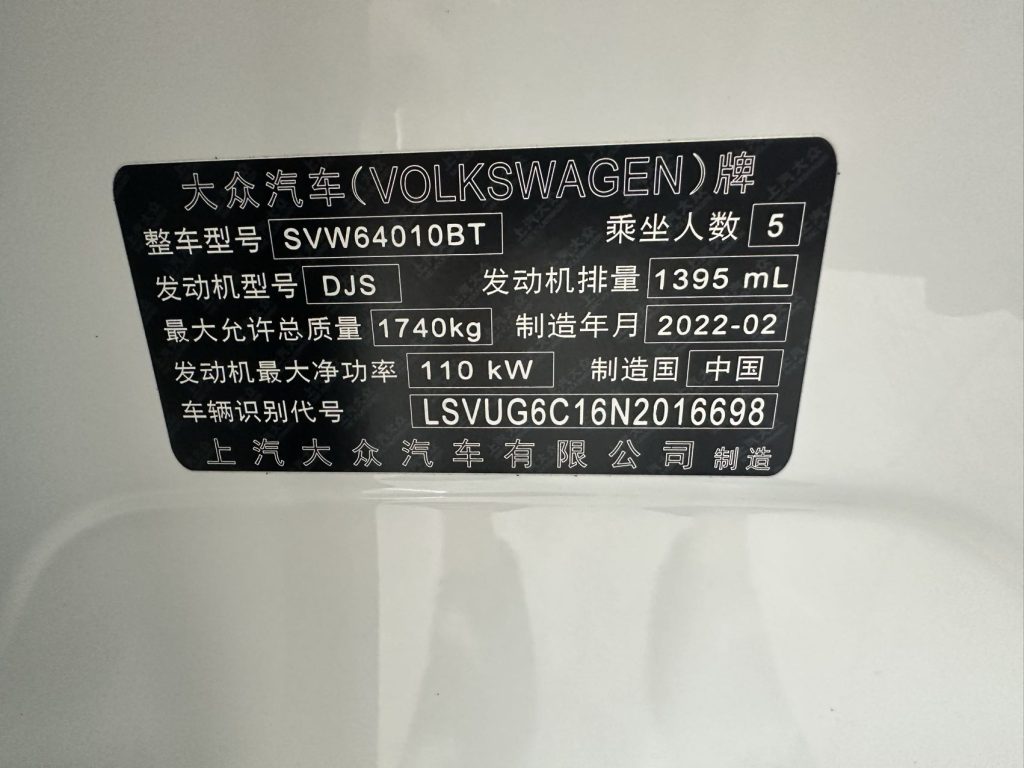 大众汽车(VOLKSWAGEN)牌
整车型号 SVW64010BT 乘坐人数 5
发动机型号 DJS 发动机排量 1395 mL
最大允许总质量 1740kg 制造年月 2022-02
发动机最大净功率 110 kW 制造国 中国
车辆识别代号 LSVUG6C16N2016698
上汽大众汽车有限公司 制造